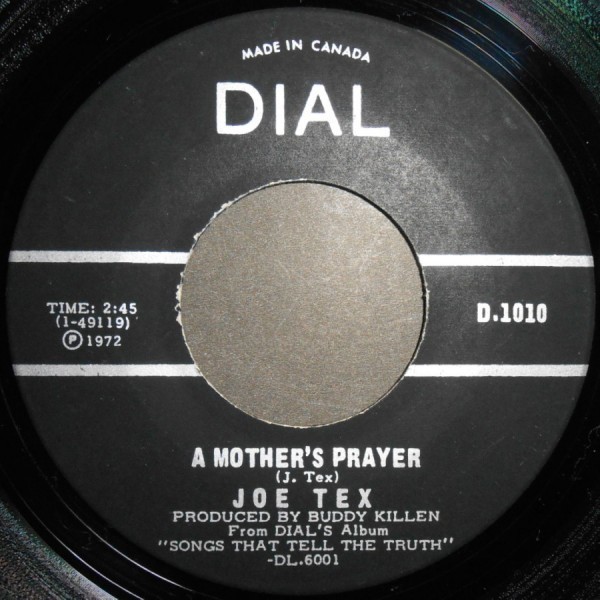 MADE IN CANADA
DIAL
TIME: 2:45
(1-49119)
Ⓟ 1972
D.1010
A MOTHER'S PRAYER
(J. Tex)
JOE TEX
PRODUCED BY BUDDY KILLEN
From DIAL'S Album
"SONGS THAT TELL THE TRUTH"
-DL.6001